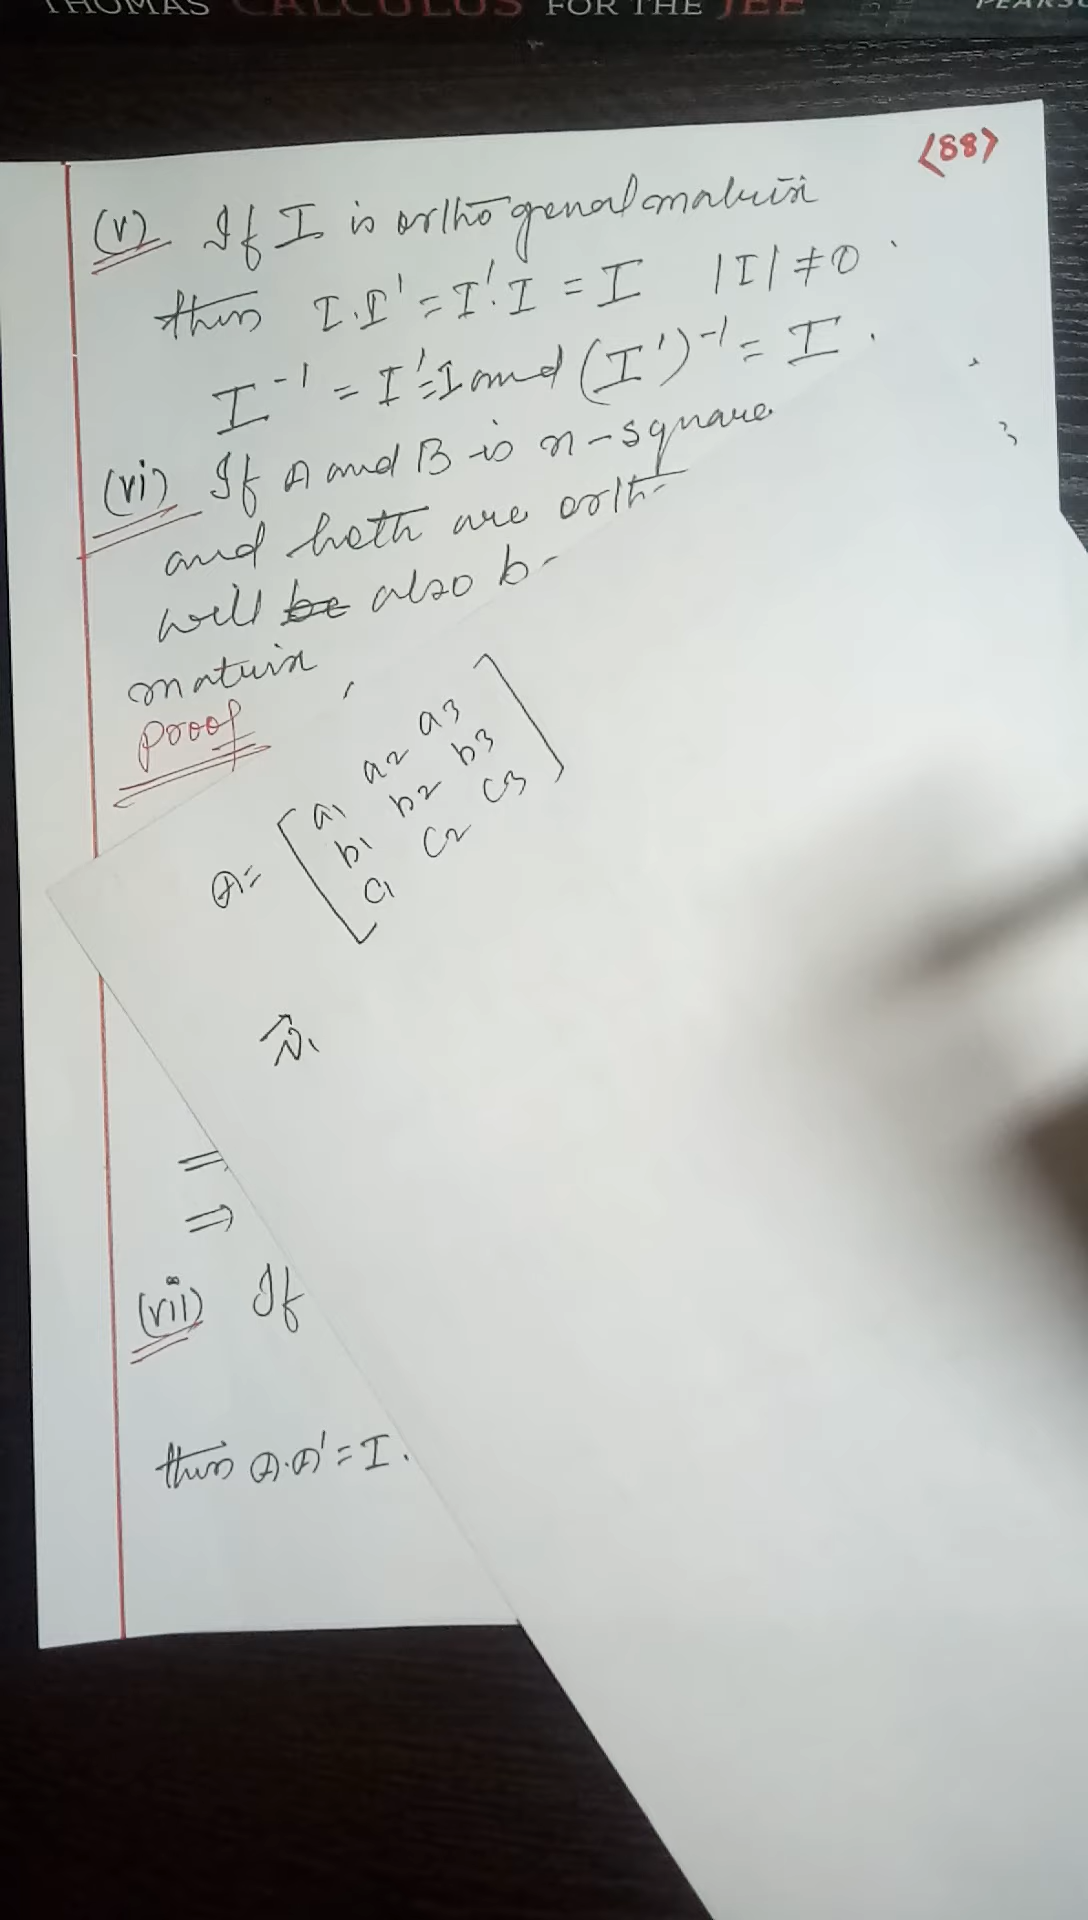 THOMAS CALCULUS FOR THE JEE
<88>
(v) If I is orthogonal matrix
then I.I' = I'.I = I |I| ≠ 0
I⁻¹ = I' = I and (I')⁻¹ = I.
(vi) If A and B is n-square
and both are orth
will be also b
matrix
Proof
A = [ a1 a2 a3
b1 b2 b3
c1 c2 c3 ]
=
⇒
(vii) If
then A.A' = I.